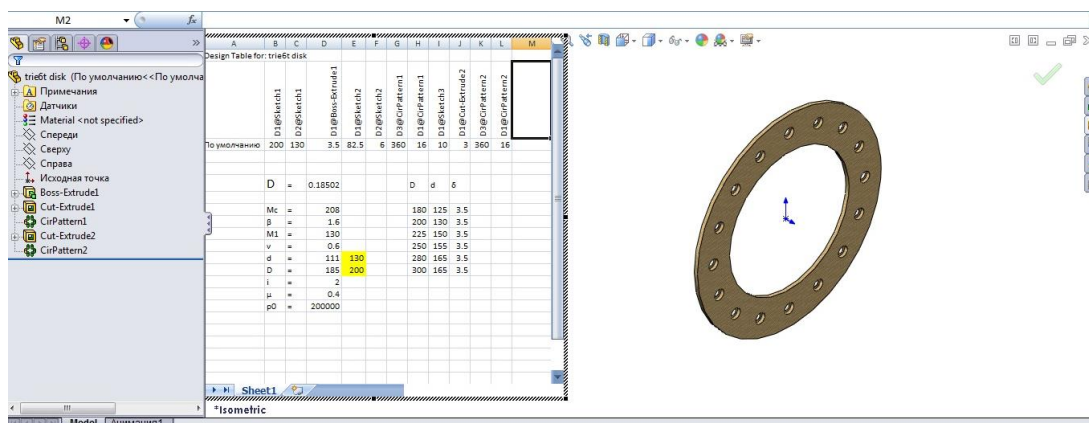 M2
fx
A B C D E F G H I J K L M
Design Table for: trie6t disk
D1@Sketch1 D2@Sketch1 D1@Boss-Extrude1 D1@Sketch2 D2@Sketch2 D3@CirPattern1 D1@CirPattern1 D1@Sketch3 D1@Cut-Extrude2 D3@CirPattern2 D1@CirPattern2
По умолчанию 200 130 3.5 82.5 6 360 16 10 3 360 16
D = 0.18502 D d δ
Mc = 208 180 125 3.5
β = 1.6 200 130 3.5
M1 = 130 225 150 3.5
ν = 0.6 250 155 3.5
d = 111 130 280 165 3.5
D = 185 200 300 165 3.5
i = 2
μ = 0.4
p0 = 200000
Sheet1
trie6t disk (По умолчанию<<По умолча
Примечания
Датчики
Material <not specified>
Спереди
Сверху
Справа
Исходная точка
Boss-Extrude1
Cut-Extrude1
CirPattern1
Cut-Extrude2
CirPattern2
*Isometric
Model Анимация1